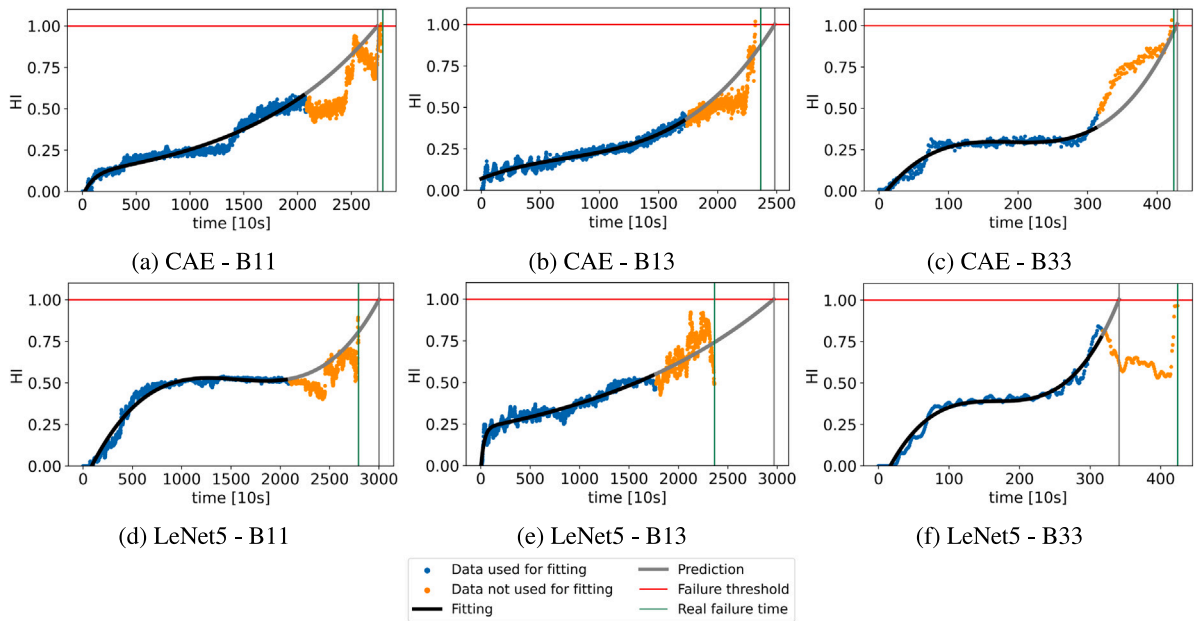 1.00
0.75
0.50
0.25
0.00
HI
0 500 1000 1500 2000 2500
time [10s]
(a) CAE - B11
1.00
0.75
0.50
0.25
0.00
HI
0 500 1000 1500 2000 2500
time [10s]
(b) CAE - B13
1.00
0.75
0.50
0.25
0.00
HI
0 100 200 300 400
time [10s]
(c) CAE - B33
1.00
0.75
0.50
0.25
0.00
HI
0 500 1000 1500 2000 2500 3000
time [10s]
(d) LeNet5 - B11
1.00
0.75
0.50
0.25
0.00
HI
0 500 1000 1500 2000 2500 3000
time [10s]
(e) LeNet5 - B13
1.00
0.75
0.50
0.25
0.00
HI
0 100 200 300 400
time [10s]
(f) LeNet5 - B33
Data used for fitting
Data not used for fitting
Fitting
Prediction
Failure threshold
Real failure time